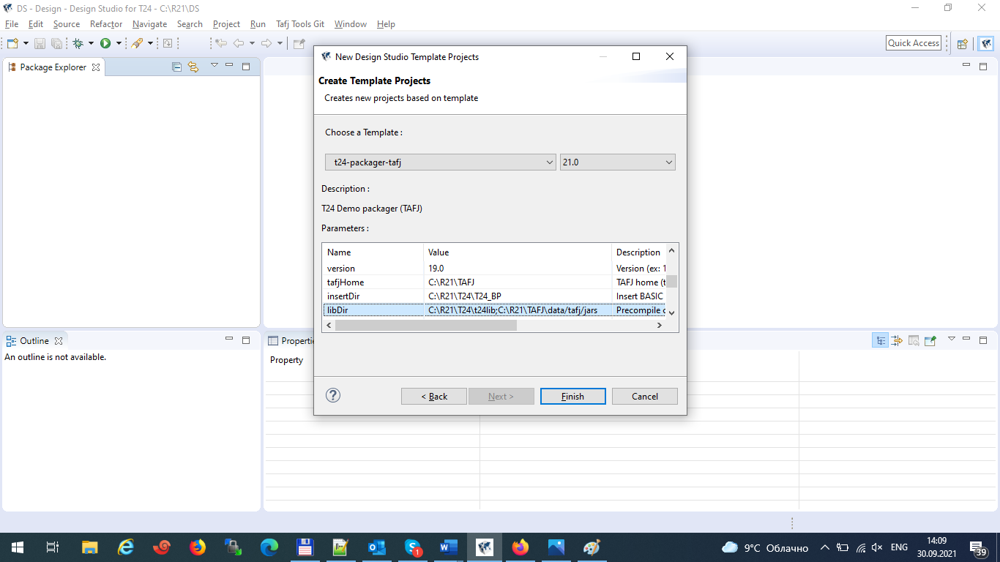 DS - Design - Design Studio for T24 - C:\R21\DS
File Edit Source Refactor Navigate Search Project Run Tafj Tools Git Window Help
Quick Access
Package Explorer
New Design Studio Template Projects
Create Template Projects
Creates new projects based on template
Choose a Template :
t24-packager-tafj 21.0
Description :
T24 Demo packager (TAFJ)
Parameters :
Name Value Description
version 19.0 Version (ex: 1
tafjHome C:\R21\TAFJ TAFJ home (t
insertDir C:\R21\T24\T24_BP Insert BASIC
libDir C:\R21\T24\t24lib;C:\R21\TAFJ\data/tafj/jars Precompile c
< Back Next > Finish Cancel
Outline
An outline is not available.
Properti
Property
1
9°C Облачно
ENG
14:09
30.09.2021
39